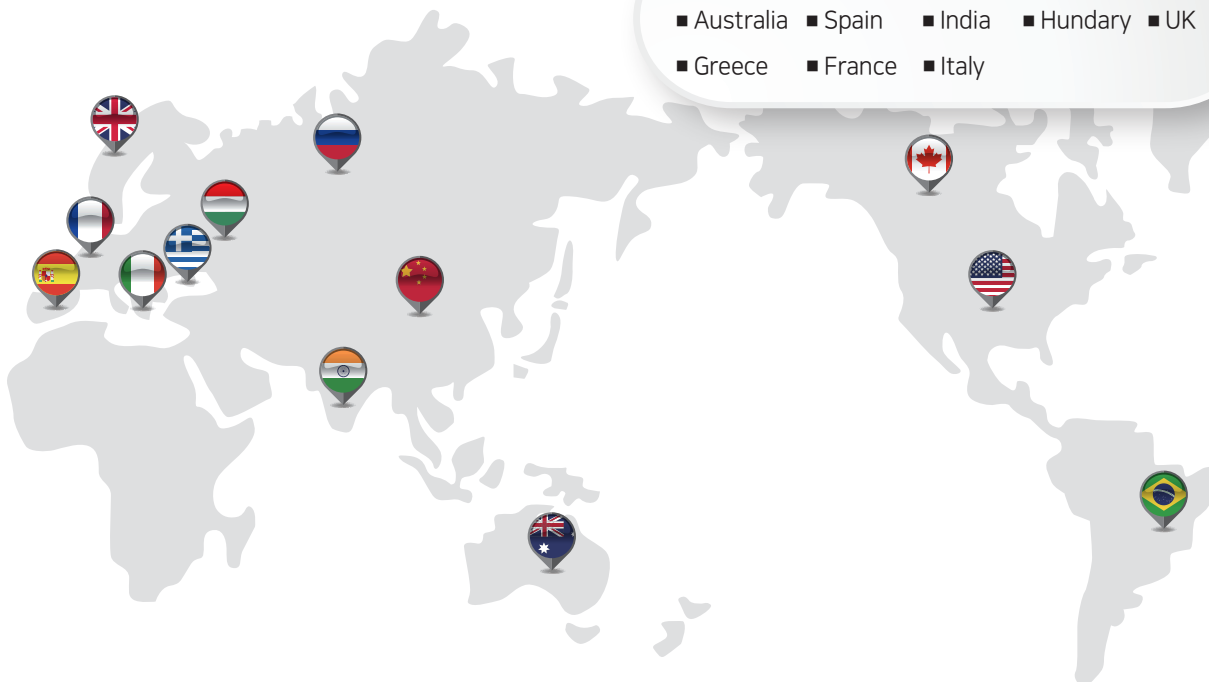 ■ Australia ■ Spain ■ India ■ Hundary ■ UK
■ Greece ■ France ■ Italy